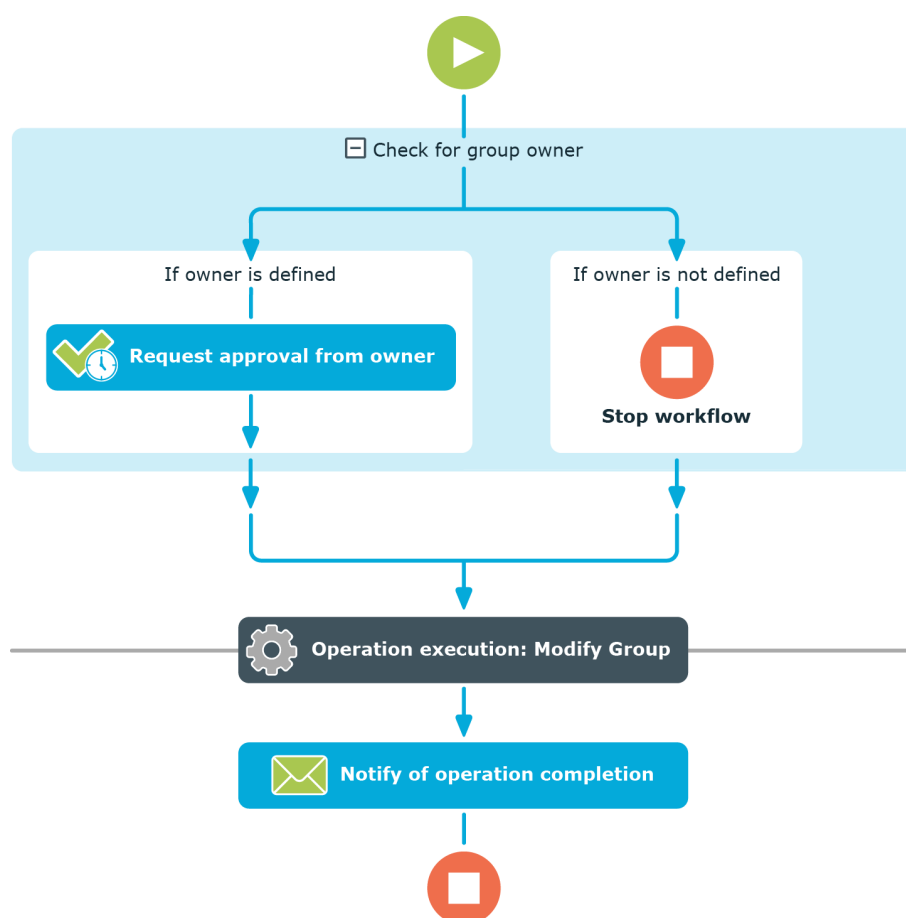 Check for group owner
If owner is defined
If owner is not defined
Request approval from owner
Stop workflow
Operation execution: Modify Group
Notify of operation completion